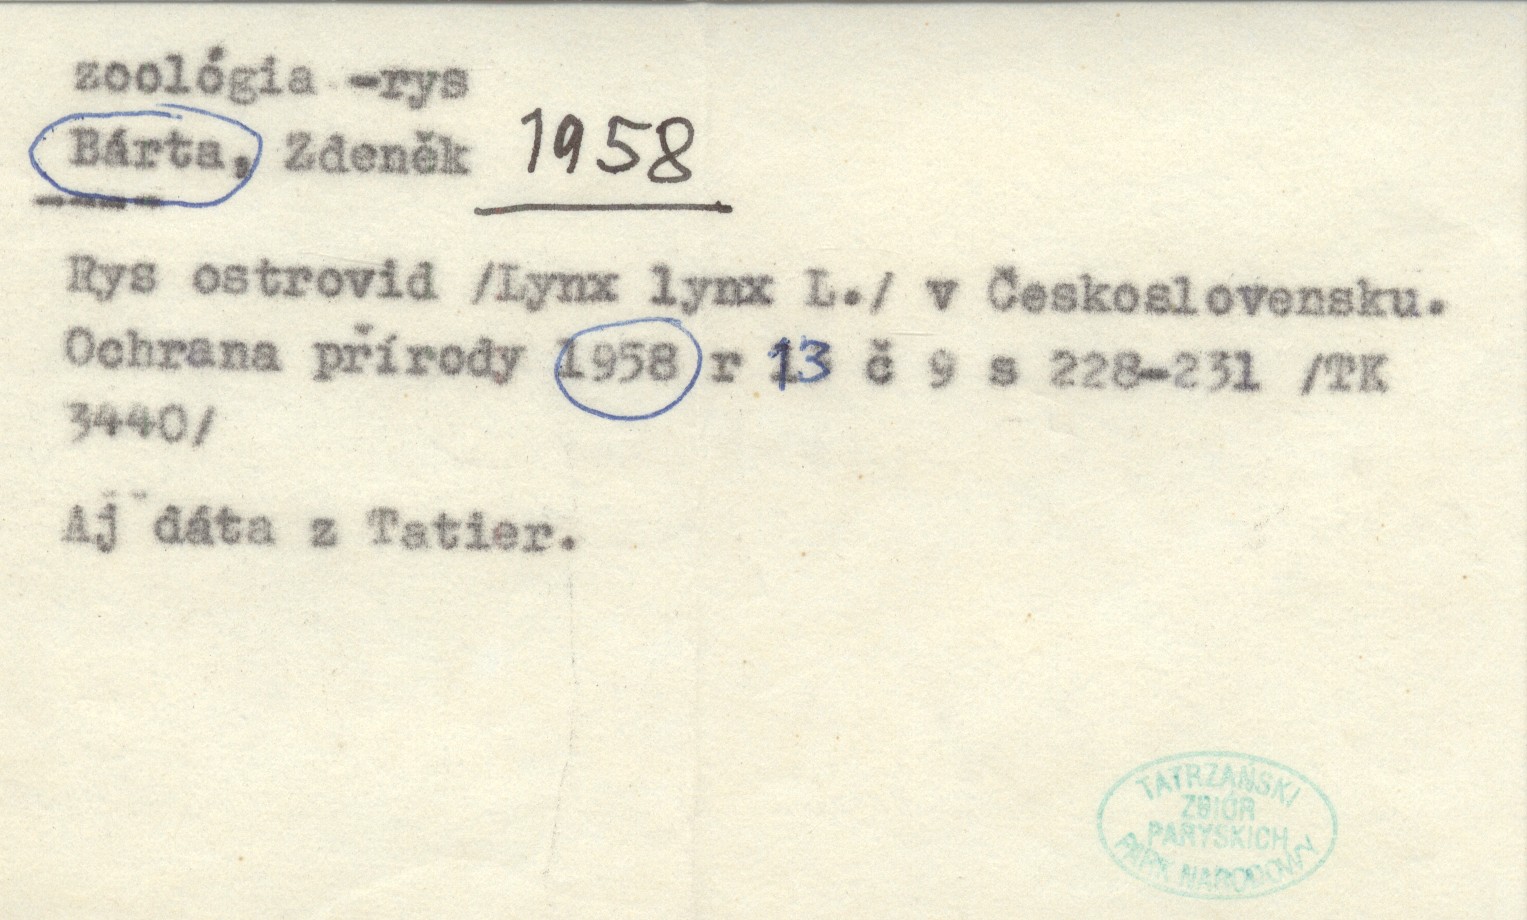 zoológia -rys
Bárta, Zdeněk 1958
Rys ostrovid /Lynx lynx L./ v Československu.
Ochrana přírody 1958 r 13 č 9 s 228-231 /TK
3440/
Aj dáta z Tatier.
TATRZAŃSKI
ZBIÓR
PARYSKICH
PARK NARODOWY